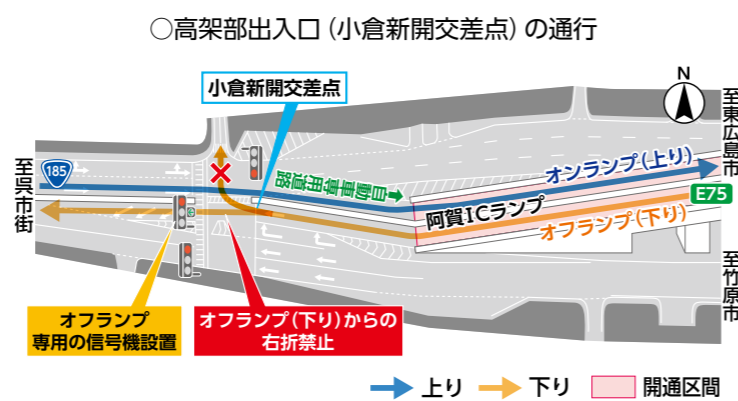 ○高架部出入口（小倉新開交差点）の通行
小倉新開交差点
N
至東広島市
185
至呉市街
自動車専用道路
オンランプ(上り)
阿賀ICランプ
オフランプ(下り)
E75
至竹原市
オフランプ
専用の信号機設置
オフランプ(下り)からの
右折禁止
上り
下り
開通区間